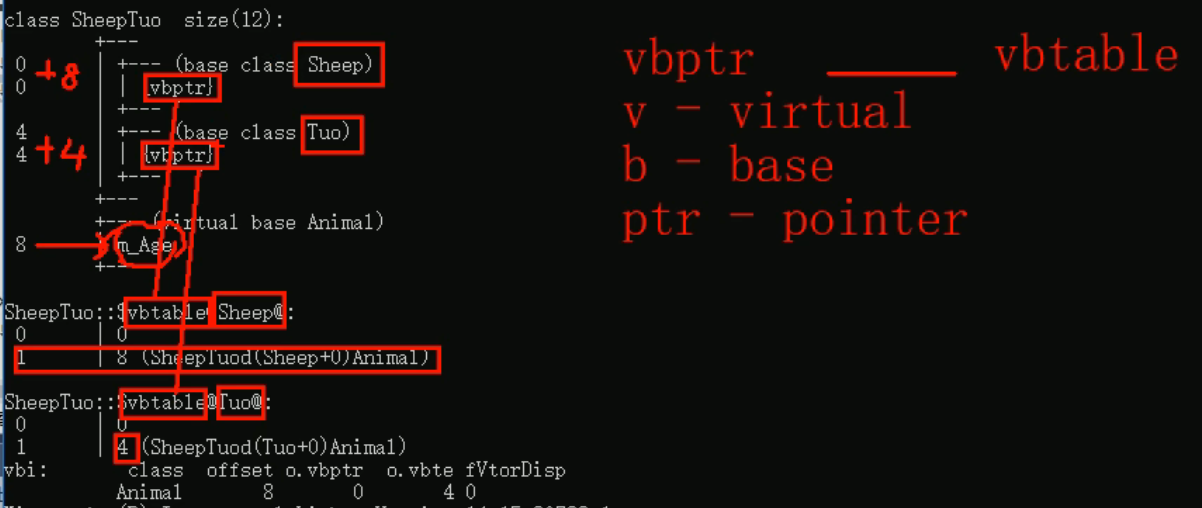 class SheepTuo size(12):
+---
0 +8 | +--- (base class Sheep)
0 | | {vbptr}
| +---
4 +4 | +--- (base class Tuo)
4 | | {vbptr}
| +---
+---
+--- (virtual base Animal)
8 | m_Age
+---
SheepTuo::$vbtable@Sheep@:
0 | 0
1 | 8 (SheepTuod(Sheep+0)Animal)
SheepTuo::$vbtable@Tuo@:
0 | 0
1 | 4 (SheepTuod(Tuo+0)Animal)
vbi: class offset o.vbptr o.vbte fVtorDisp
Animal 8 0 4 0
vbptr ____ vbtable
v - virtual
b - base
ptr - pointer